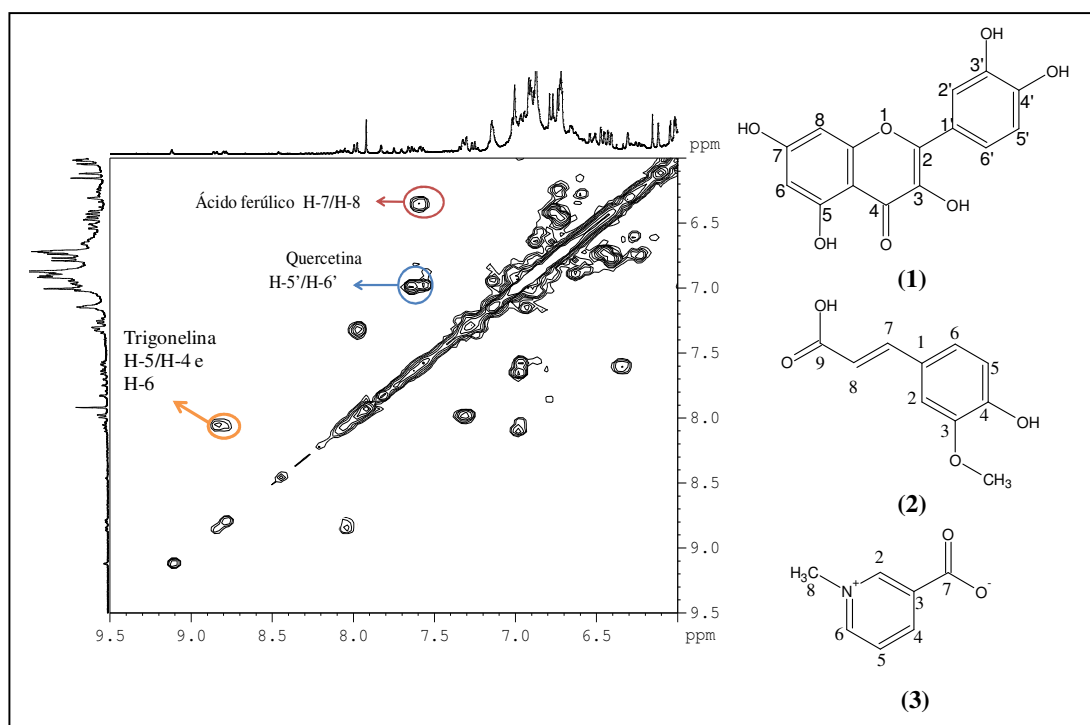 Ácido ferúlico H-7/H-8
Quercetina
H-5'/H-6'
Trigonelina
H-5/H-4 e
H-6
ppm
6.5
7.0
7.5
8.0
8.5
9.0
9.5
9.5
9.0
8.5
8.0
7.5
7.0
6.5
ppm
OH
3'
OH
2'
4'
8
O
1
1'
5'
HO
7
2
6'
6
3
4
5
OH
OH
O
(1)
OH
7
6
O
9
1
5
8
2
4
OH
3
O
CH3
(2)
O
H3C
2
8
N+
3
7
O-
6
4
5
(3)